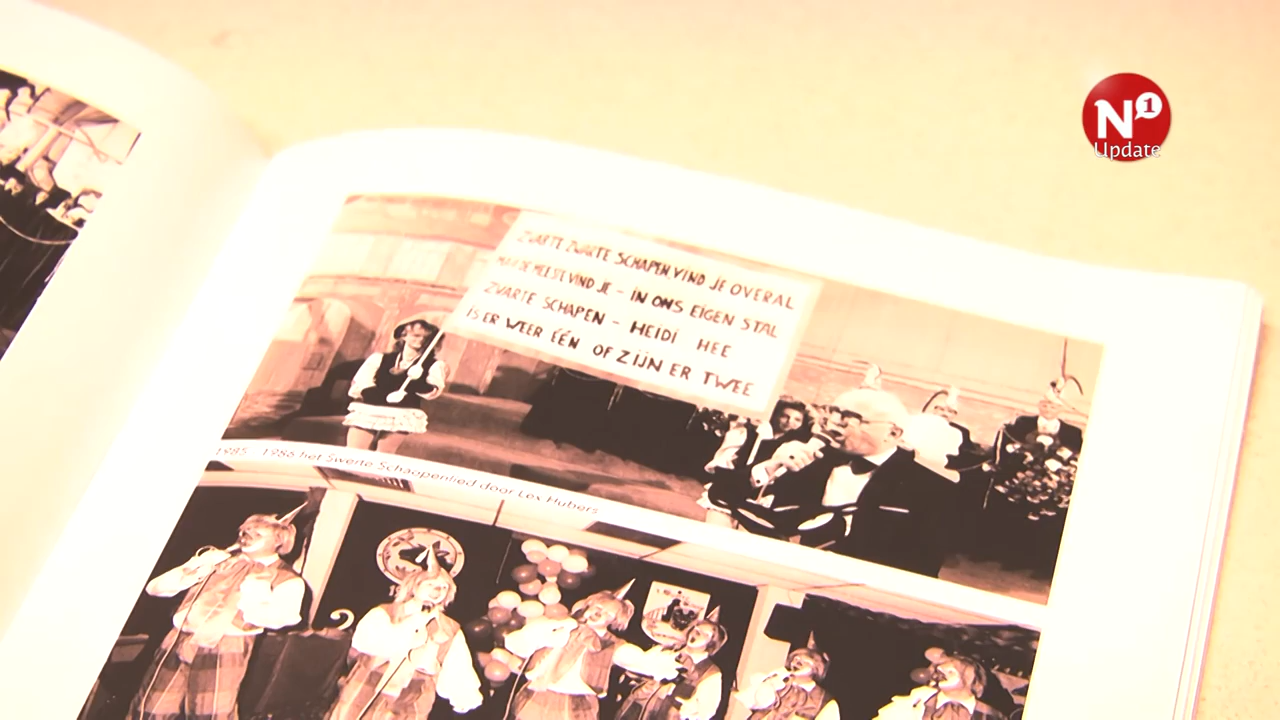 N1
Update
ZWARTE ZWARTE SCHAPEN VIND JE OVERAL
MAAR DE MEESTE VIND JE - IN ONS EIGEN STAL
ZWARTE SCHAPEN - HEIDI HEE
IS ER WEER ÉÉN OF ZIJN ER TWEE
1985 - 1986 het Swerte Schaapenlied door Lex Hubers